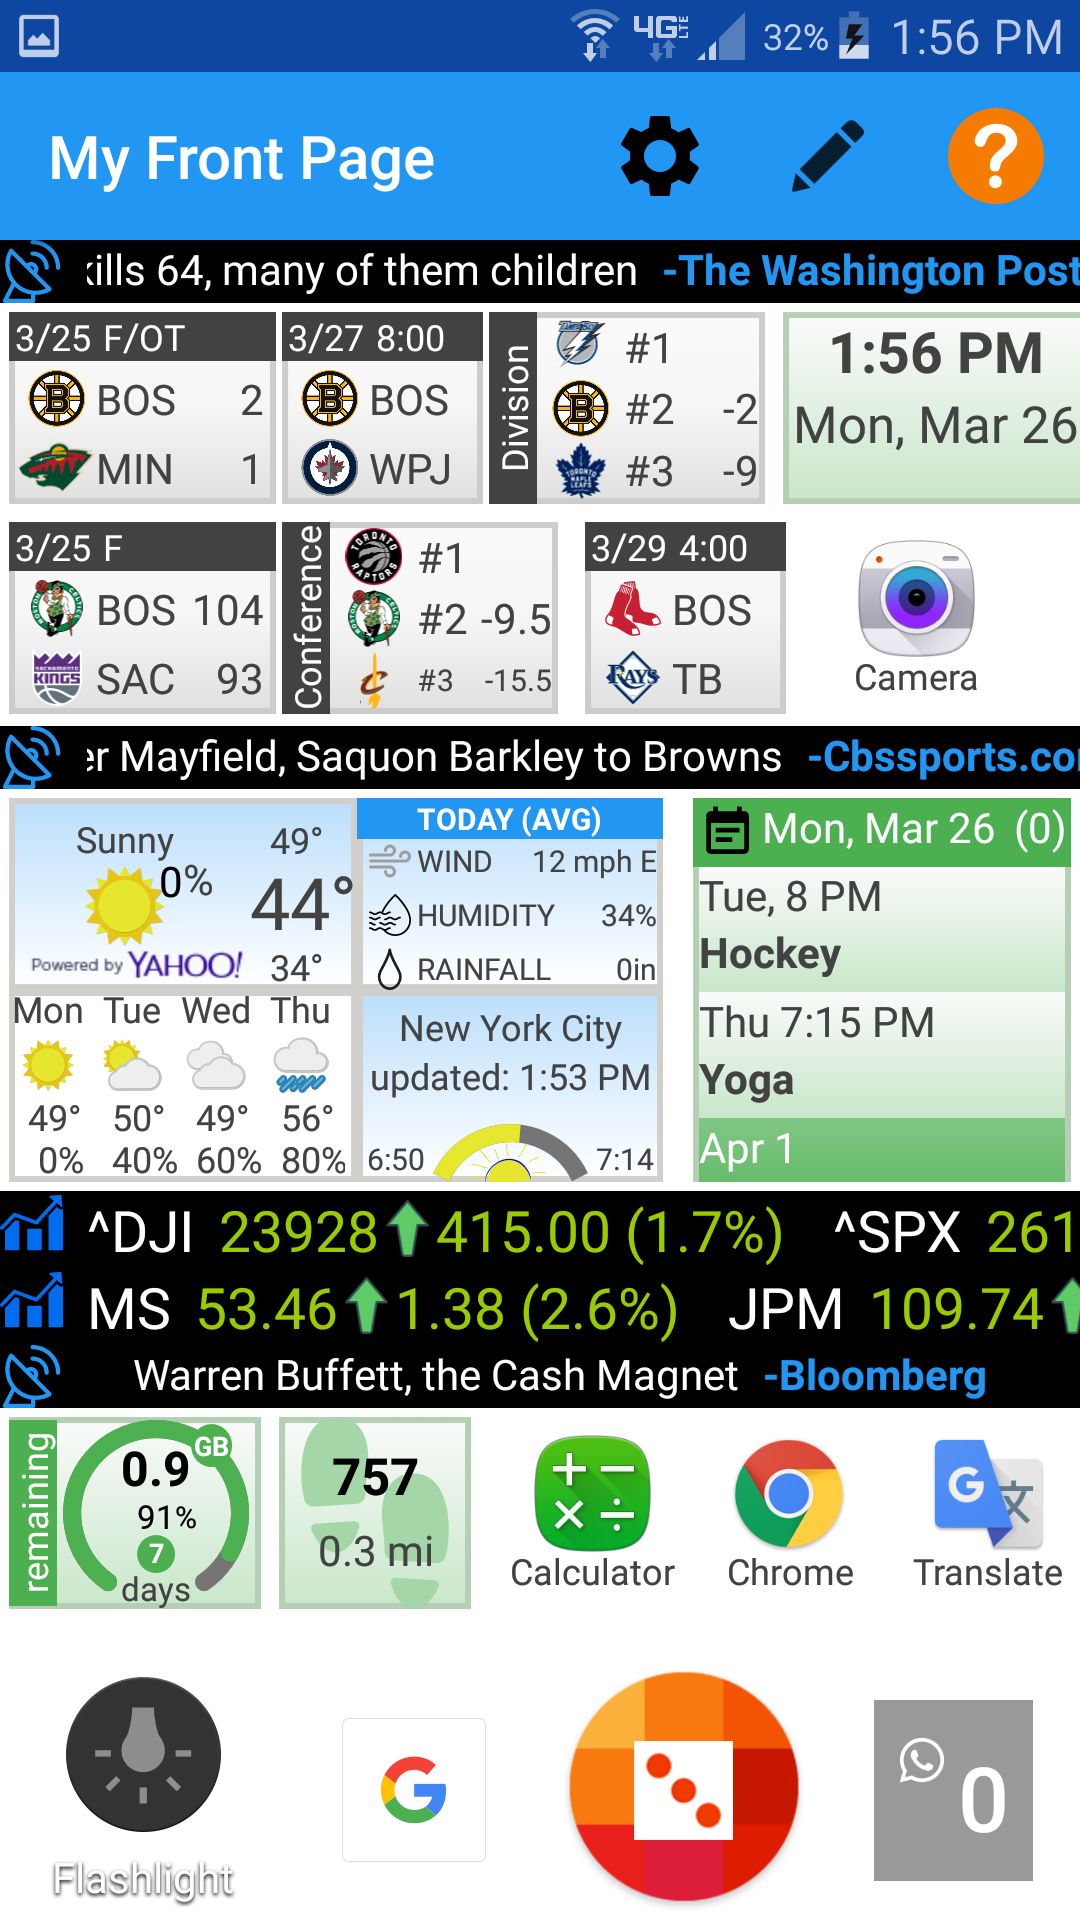 4G LTE 32% 1:56 PM
My Front Page ?
kills 64, many of them children -The Washington Post
3/25 F/OT
BOS 2
MIN 1
3/27 8:00
BOS
WPJ
Division
#1
#2 -2
#3 -9
1:56 PM
Mon, Mar 26
3/25 F
BOS 104
SAC 93
Conference
#1
#2 -9.5
#3 -15.5
3/29 4:00
BOS
TB
Camera
er Mayfield, Saquon Barkley to Browns -Cbssports.co
Sunny 49°
0% 44°
Powered by YAHOO! 34°
TODAY (AVG)
WIND 12 mph E
HUMIDITY 34%
RAINFALL 0in
Mon Tue Wed Thu
49° 50° 49° 56°
0% 40% 60% 80%
New York City
updated: 1:53 PM
6:50 7:14
Mon, Mar 26 (0)
Tue, 8 PM
Hockey
Thu 7:15 PM
Yoga
Apr 1
^DJI 23928 415.00 (1.7%) ^SPX 261
MS 53.46 1.38 (2.6%) JPM 109.74
Warren Buffett, the Cash Magnet -Bloomberg
remaining
GB
0.9
91%
7
days
757
0.3 mi
Calculator
Chrome
Translate
Flashlight
0